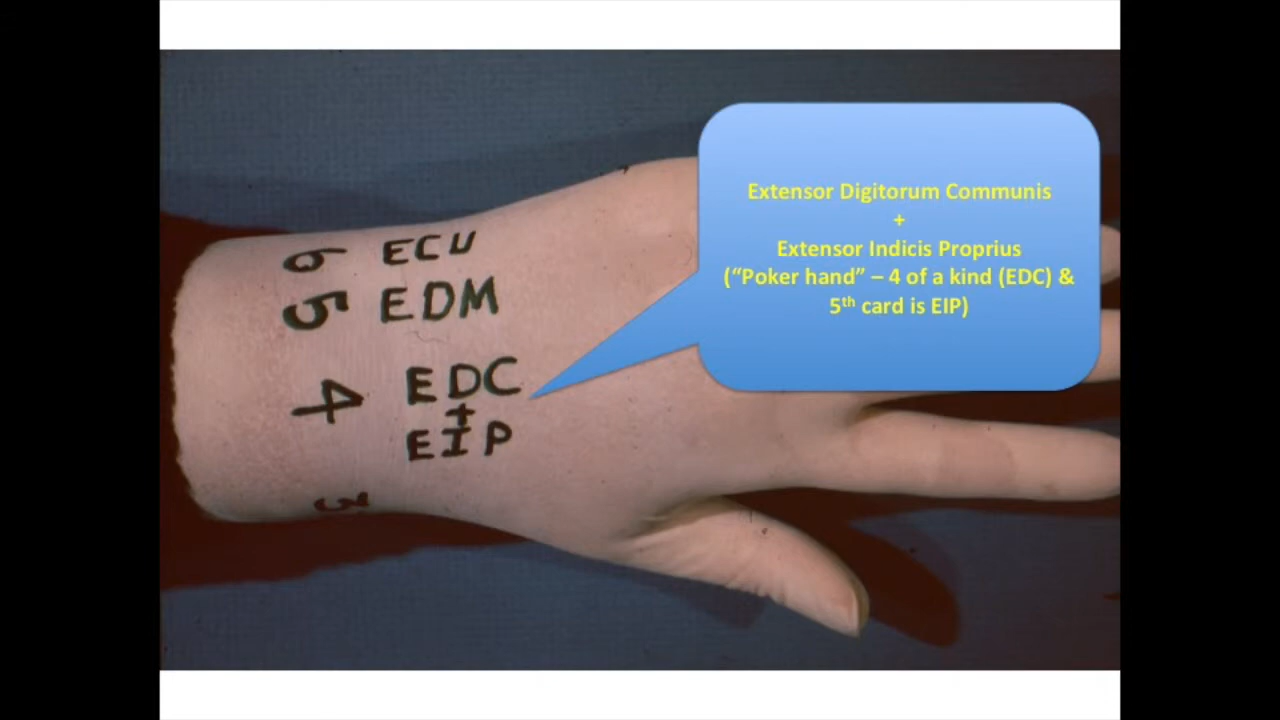 6 ECU
5 EDM
4 EDC
+
EIP
3
Extensor Digitorum Communis
+
Extensor Indicis Proprius
(“Poker hand” – 4 of a kind (EDC) &
5th card is EIP)